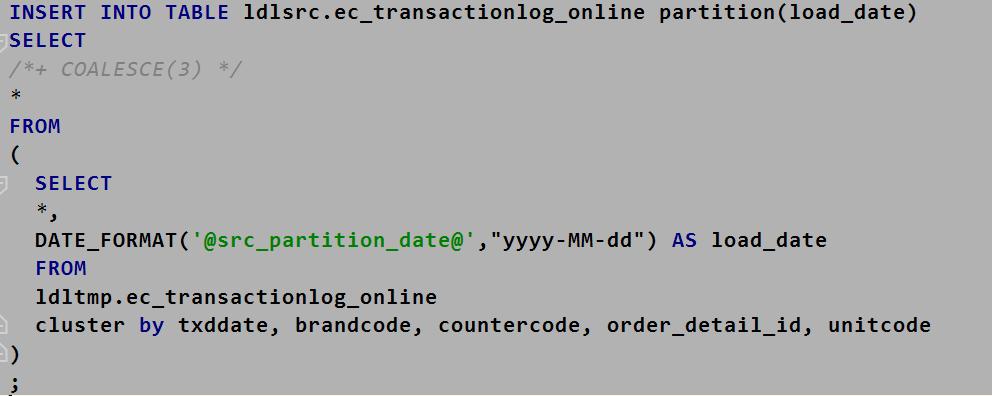 INSERT INTO TABLE ldlsrc.ec_transactionlog_online partition(load_date)
SELECT
/*+ COALESCE(3) */
*
FROM
(
SELECT
*,
DATE_FORMAT('@src_partition_date@',"yyyy-MM-dd") AS load_date
FROM
ldltmp.ec_transactionlog_online
cluster by txddate, brandcode, countercode, order_detail_id, unitcode
)
;